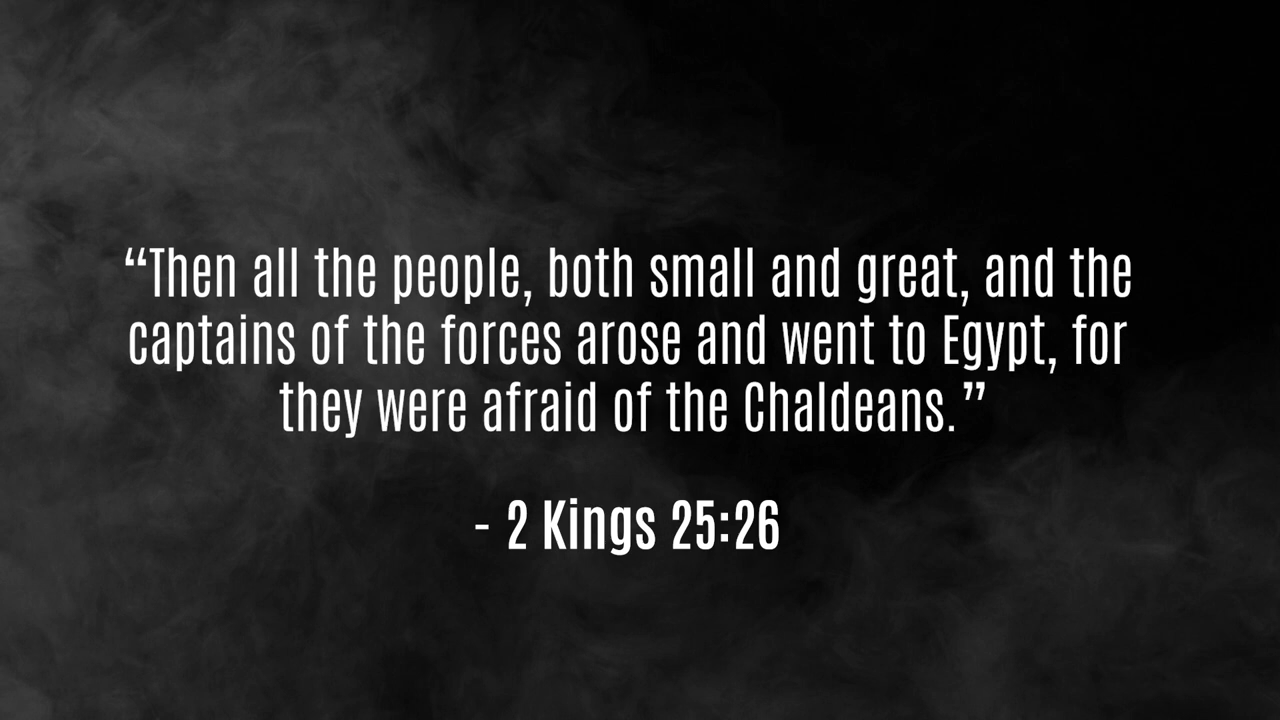 “Then all the people, both small and great, and the
captains of the forces arose and went to Egypt, for
they were afraid of the Chaldeans.”
- 2 Kings 25:26